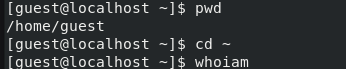 [guest@localhost ~]$ pwd
/home/guest
[guest@localhost ~]$ cd ~
[guest@localhost ~]$ whoiam